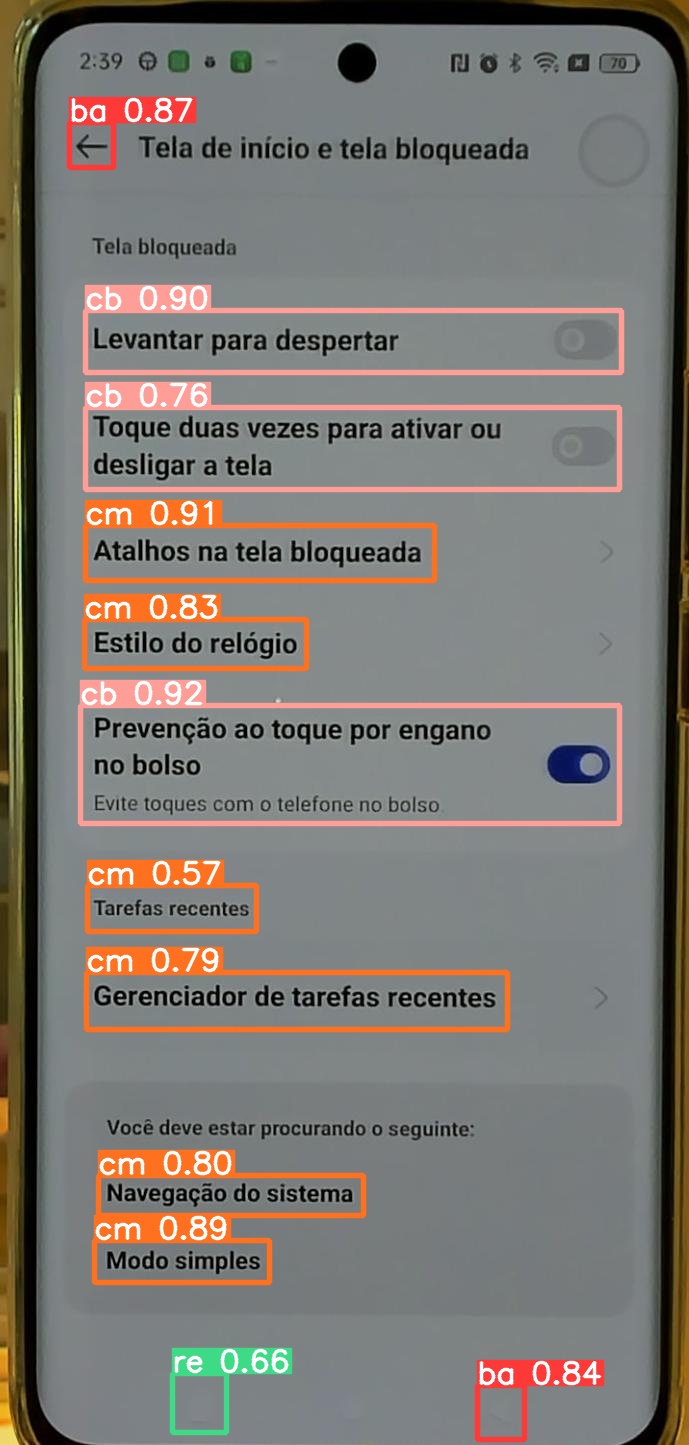 2:39
70
ba 0.87
Tela de início e tela bloqueada
Tela bloqueada
cb 0.90
Levantar para despertar
cb 0.76
Toque duas vezes para ativar ou
desligar a tela
cm 0.91
Atalhos na tela bloqueada
cm 0.83
Estilo do relógio
cb 0.92
Prevenção ao toque por engano
no bolso
Evite toques com o telefone no bolso
cm 0.57
Tarefas recentes
cm 0.79
Gerenciador de tarefas recentes
Você deve estar procurando o seguinte:
cm 0.80
Navegação do sistema
cm 0.89
Modo simples
re 0.66
ba 0.84